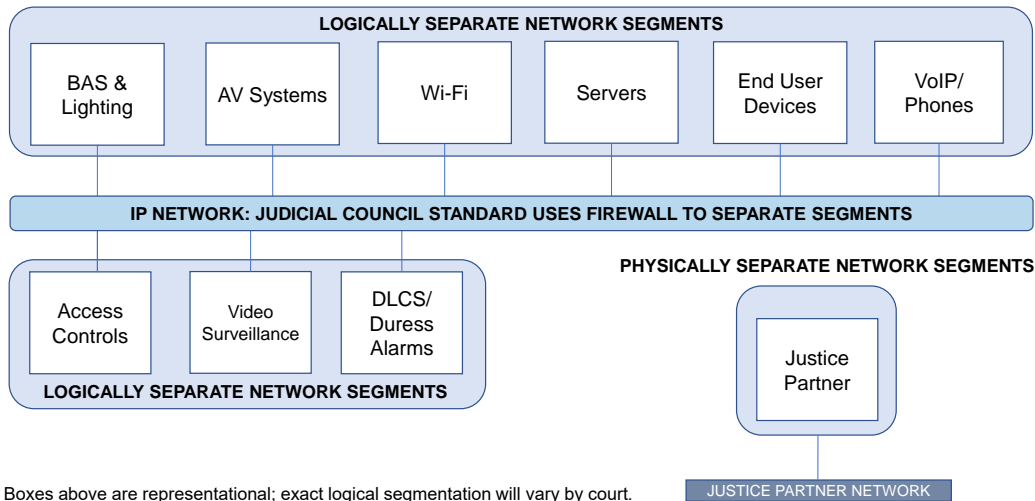 LOGICALLY SEPARATE NETWORK SEGMENTS
BAS &
Lighting
AV Systems
Wi-Fi
Servers
End User
Devices
VoIP/
Phones
IP NETWORK: JUDICIAL COUNCIL STANDARD USES FIREWALL TO SEPARATE SEGMENTS
Access
Controls
Video
Surveillance
DLCS/
Duress
Alarms
LOGICALLY SEPARATE NETWORK SEGMENTS
PHYSICALLY SEPARATE NETWORK SEGMENTS
Justice
Partner
JUSTICE PARTNER NETWORK
Boxes above are representational; exact logical segmentation will vary by court.